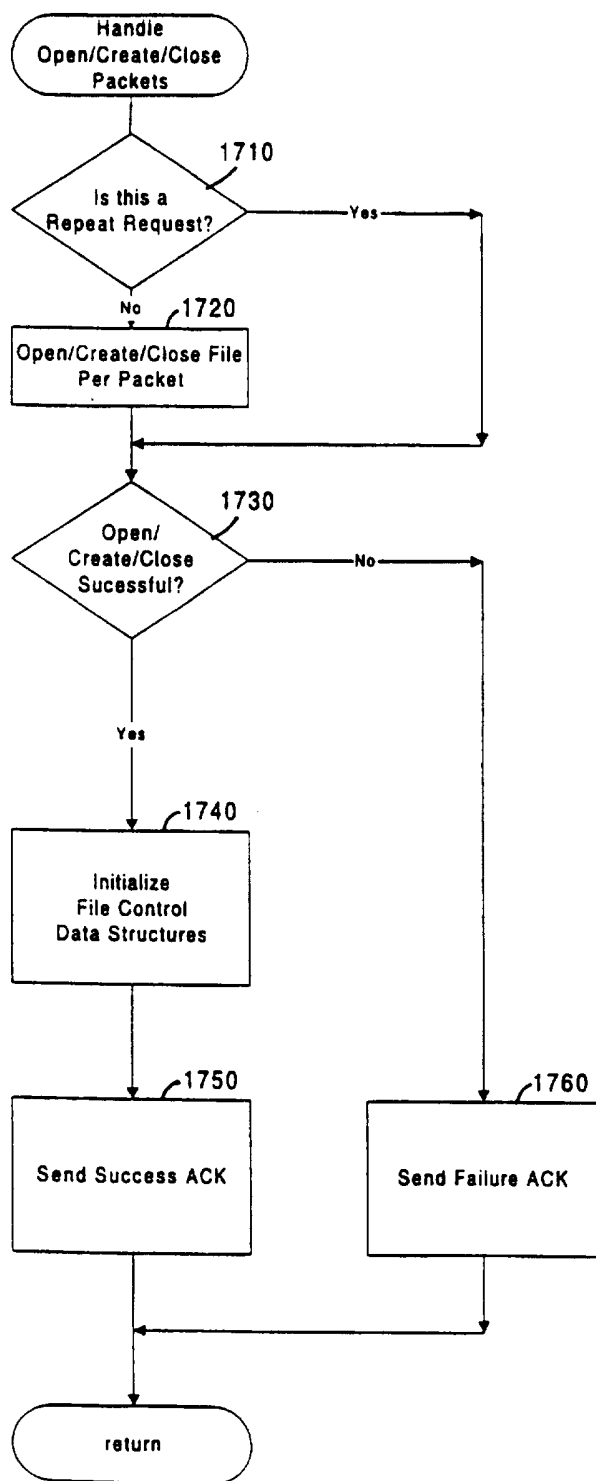 Handle
Open/Create/Close
Packets
1710
Is this a
Repeat Request?
Yes
No
1720
Open/Create/Close File
Per Packet
1730
Open/
Create/Close
Sucessful?
No
Yes
1740
Initialize
File Control
Data Structures
1750
Send Success ACK
1760
Send Failure ACK
return